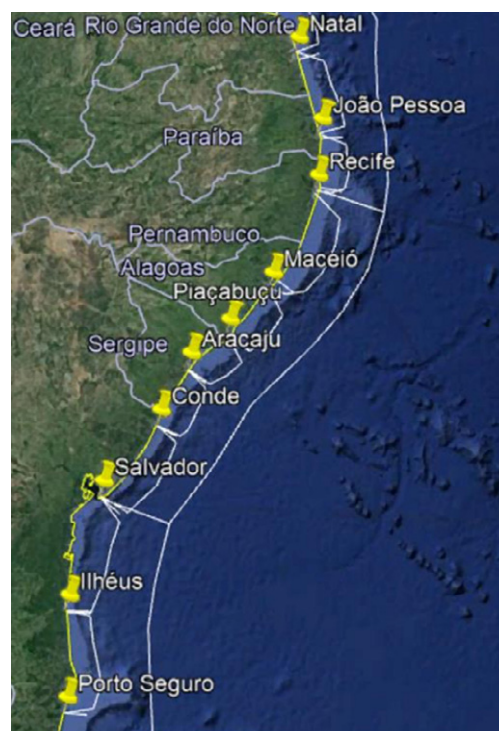 Ceará Rio Grande do Norte Natal
João Pessoa
Paraíba
Recife
Pernambuco
Macéió
Alagoas
Piaçabuçu
Sergipe Aracaju
Conde
Salvador
Ilhéus
Porto Seguro